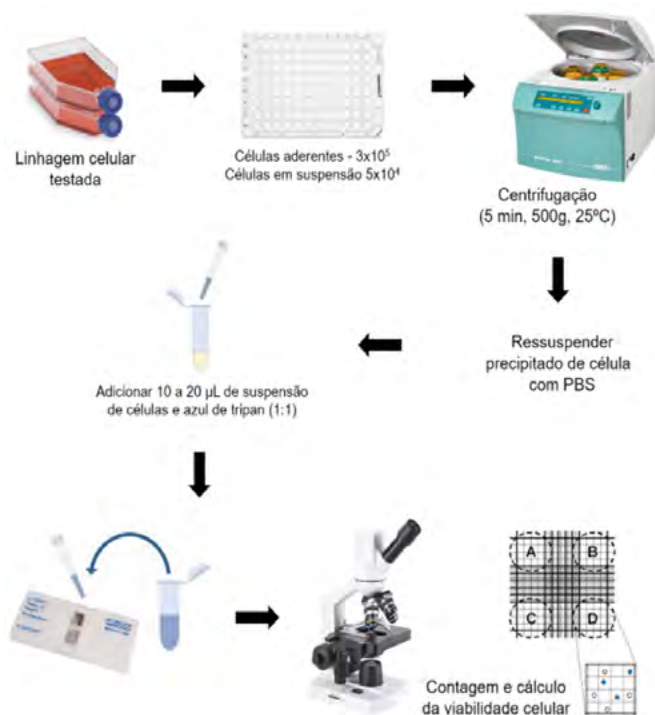 Linhagem celular
testada
Células aderentes - 3x10⁵
Células em suspensão 5x10⁴
Centrifugação
(5 min, 500g, 25ºC)
Ressuspender
precipitado de célula
com PBS
Adicionar 10 a 20 µL de suspensão
de células e azul de tripan (1:1)
A B
C D
Contagem e cálculo
da viabilidade celular